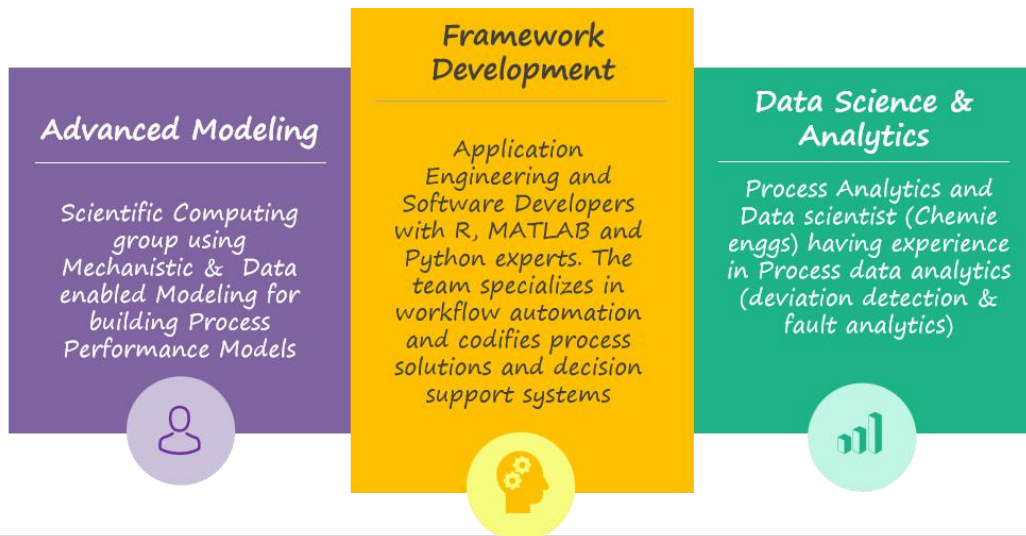 Advanced Modeling
Scientific Computing
group using
Mechanistic & Data
enabled Modeling for
building Process
Performance Models
Framework
Development
Application
Engineering and
Software Developers
with R, MATLAB and
Python experts. The
team specializes in
workflow automation
and codifies process
solutions and decision
support systems
Data Science &
Analytics
Process Analytics and
Data scientist (Chemie
enggs) having experience
in Process data analytics
(deviation detection &
fault analytics)